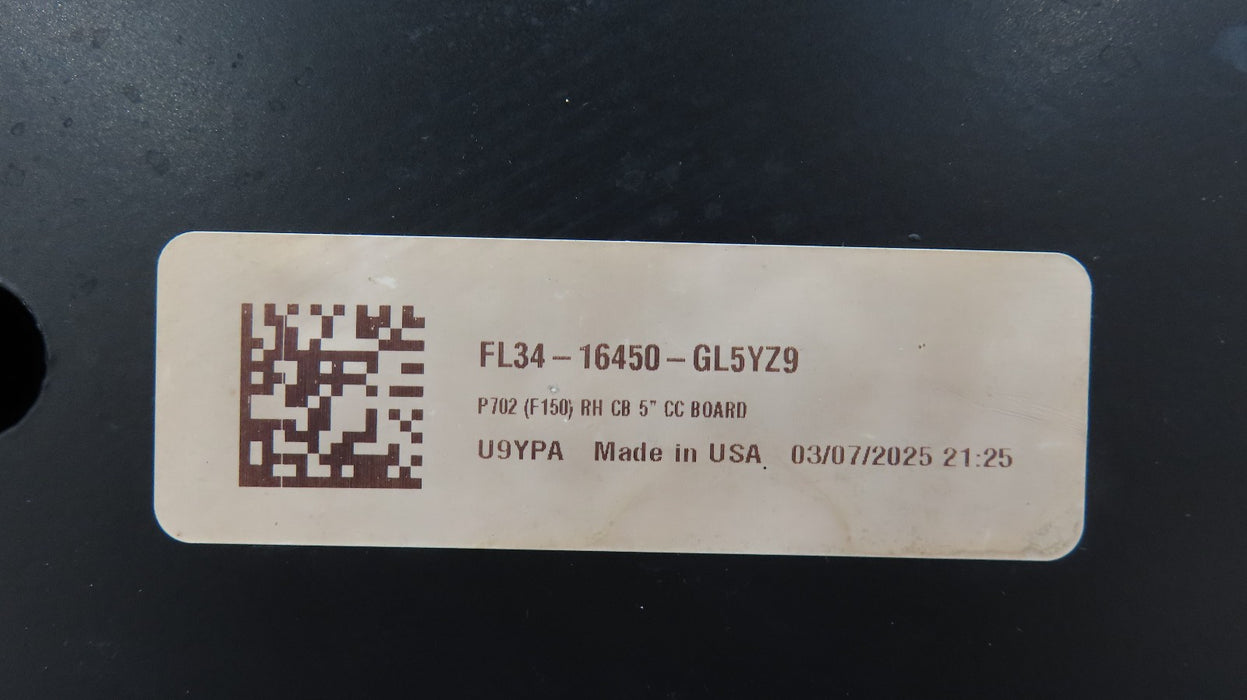 FL34-16450-GL5YZ9
P702 (F150) RH CB 5" CC BOARD
U9YPA Made in USA 03/07/2025 21:25